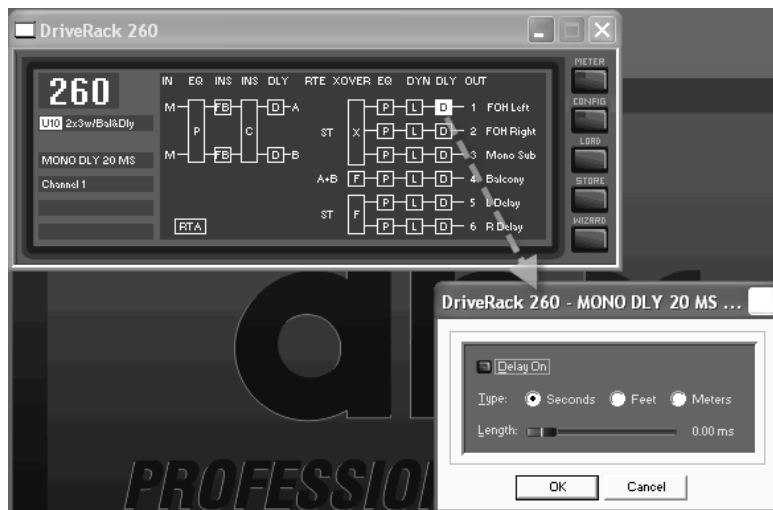 DriveRack 260
260
U10 2x3w/Bal&Dly
MONO DLY 20 MS
Channel 1
IN EQ INS INS DLY RTE XOVER EQ DYN DLY OUT
M FB D A P L D 1 FOH Left
P C ST X P L D 2 FOH Right
M FB D B P L D 3 Mono Sub
A+B F P L D 4 Balcony
ST F P L D 5 L Delay
RTA P L D 6 R Delay
METER
CONFIG
LOAD
STORE
WIZARD
DriveRack 260 - MONO DLY 20 MS ...
Delay On
Type: Seconds Feet Meters
Length: 0.00 ms
OK Cancel